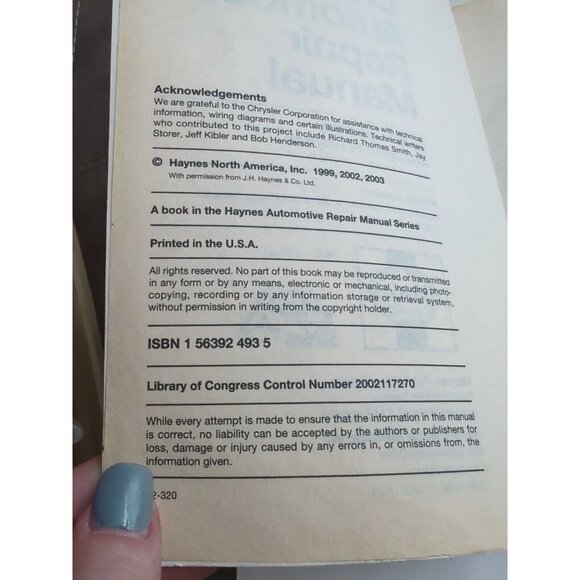 Acknowledgements
We are grateful to the Chrysler Corporation for assistance with technical
information, wiring diagrams and certain illustrations. Technical writers
who contributed to this project include Richard Thomas Smith, Jay
Storer, Jeff Kibler and Bob Henderson.
© Haynes North America, Inc. 1999, 2002, 2003
With permission from J.H. Haynes & Co. Ltd.
A book in the Haynes Automotive Repair Manual Series
Printed in the U.S.A.
All rights reserved. No part of this book may be reproduced or transmitted
in any form or by any means, electronic or mechanical, including photo-
copying, recording or by any information storage or retrieval system,
without permission in writing from the copyright holder.
ISBN 1 56392 493 5
Library of Congress Control Number 2002117270
While every attempt is made to ensure that the information in this manual
is correct, no liability can be accepted by the authors or publishers for
loss, damage or injury caused by any errors in, or omissions from, the
information given.
2-320